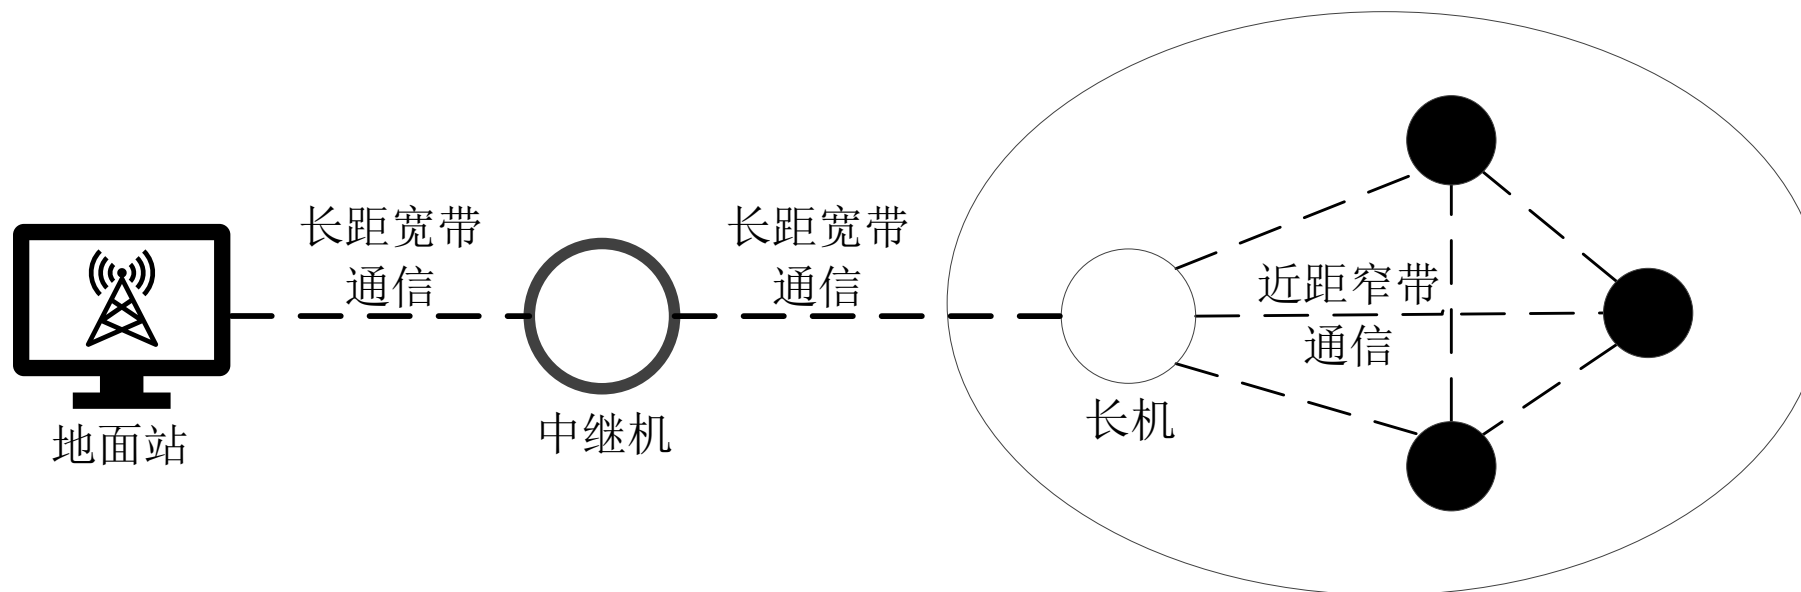 长距宽带
通信
长距宽带
通信
近距窄带
通信
地面站
中继机
长机